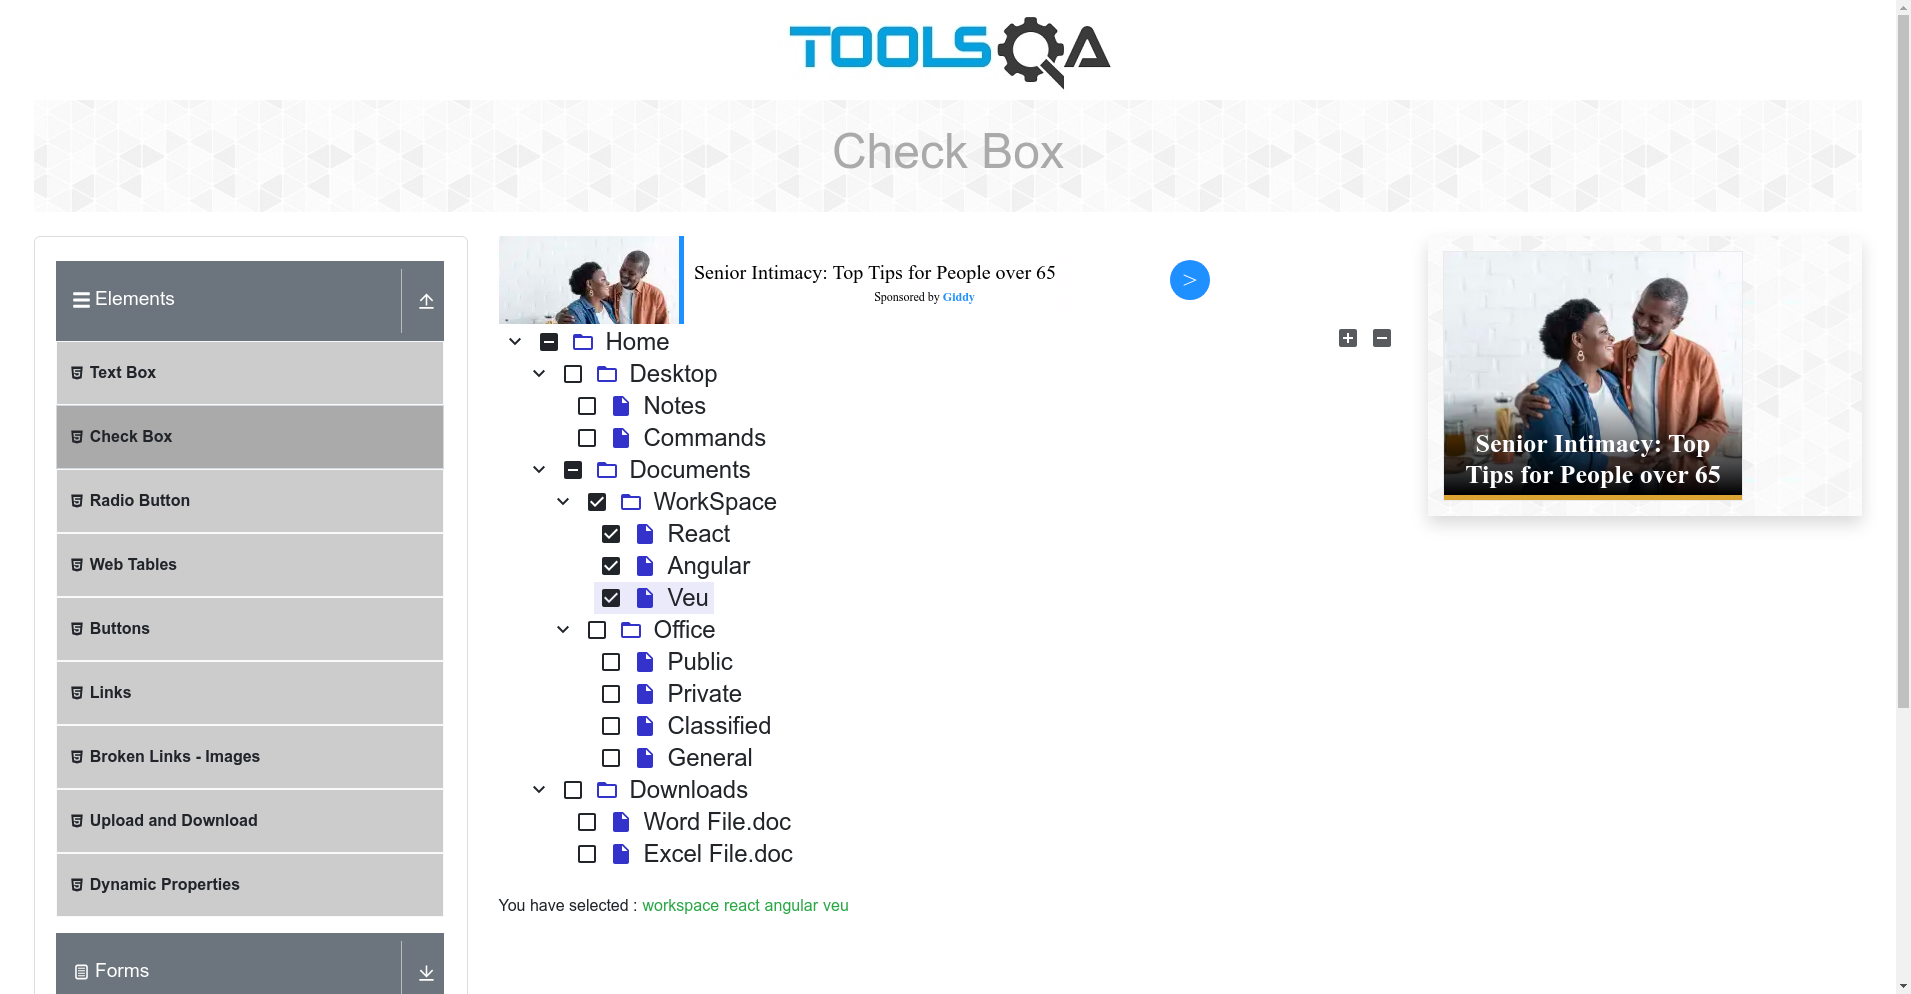 TOOLSQA
Check Box
Elements
Text Box
Check Box
Radio Button
Web Tables
Buttons
Links
Broken Links - Images
Upload and Download
Dynamic Properties
Forms
Senior Intimacy: Top Tips for People over 65
Sponsored by Giddy
>
Home
Desktop
Notes
Commands
Documents
WorkSpace
React
Angular
Veu
Office
Public
Private
Classified
General
Downloads
Word File.doc
Excel File.doc
You have selected : workspace react angular veu
Senior Intimacy: Top
Tips for People over 65